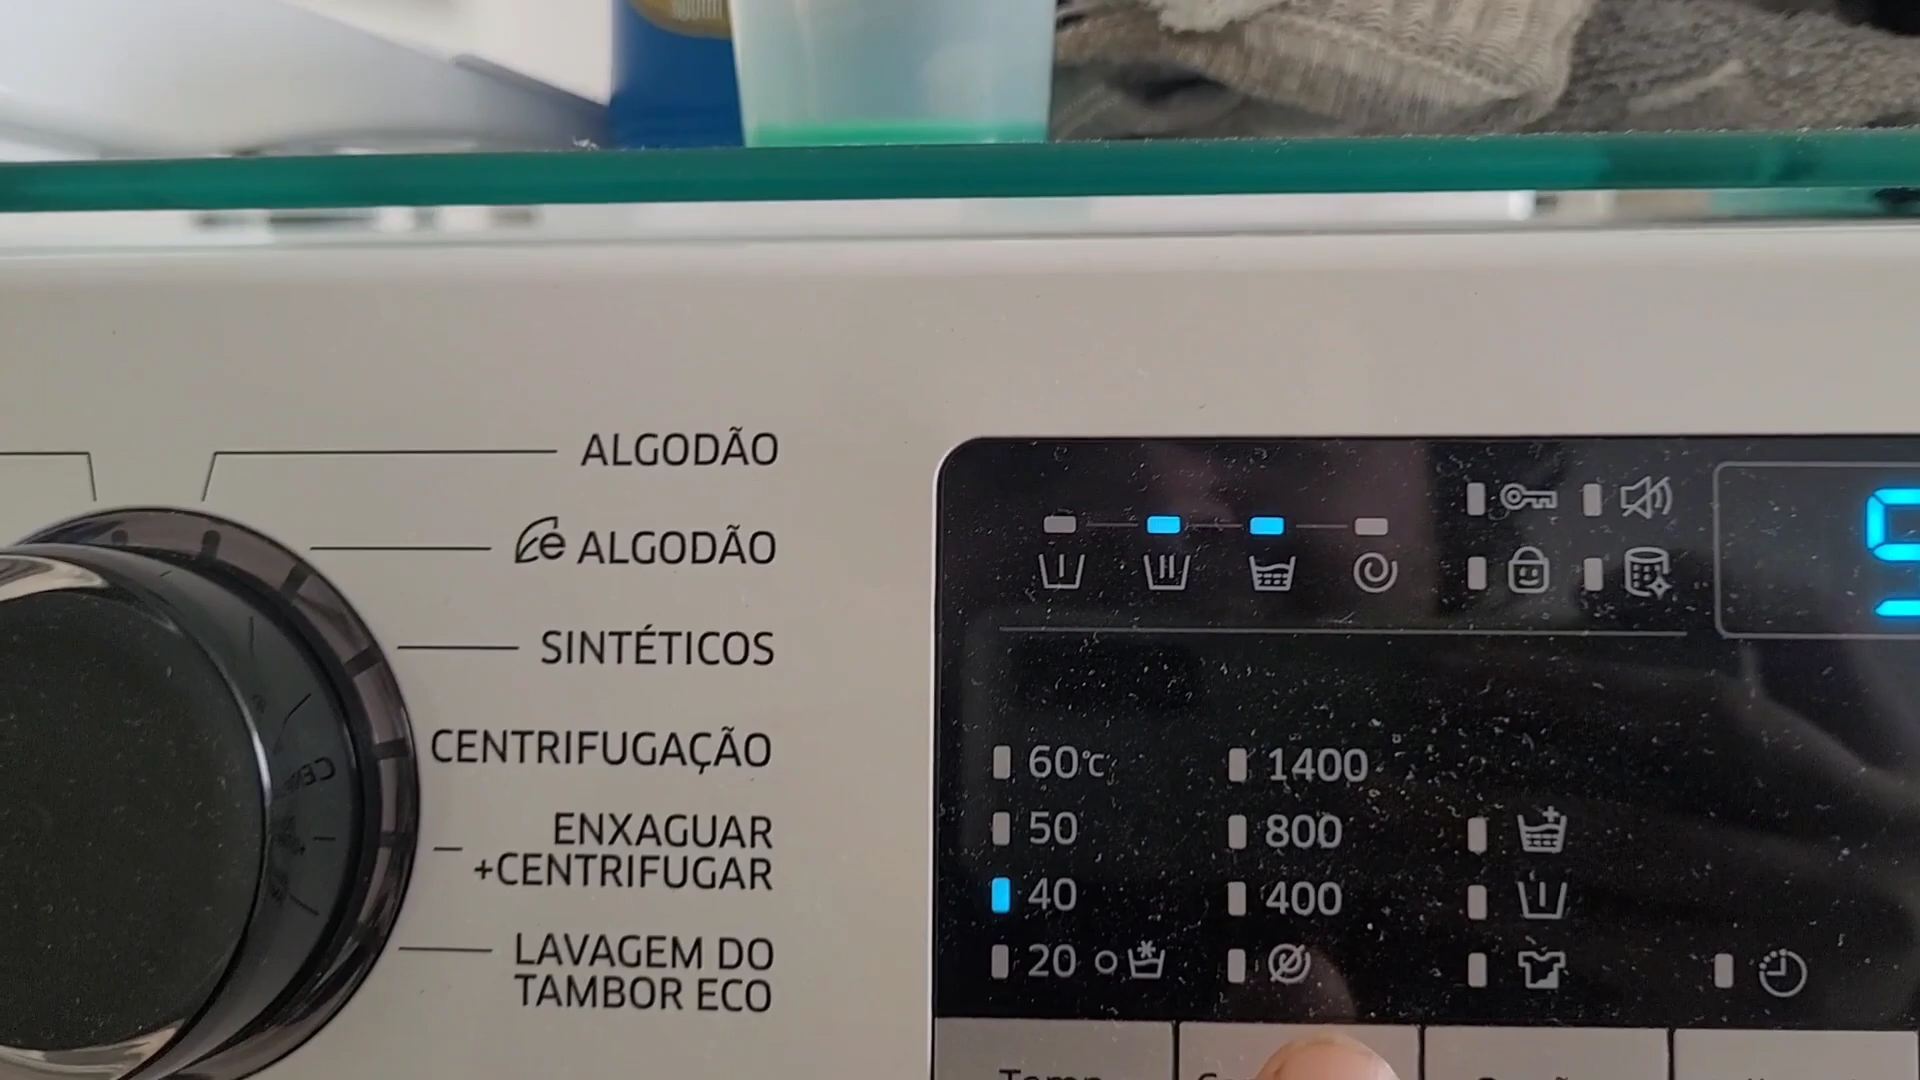 ALGODÃO
ALGODÃO
SINTÉTICOS
CENTRIFUGAÇÃO
ENXAGUAR
+CENTRIFUGAR
LAVAGEM DO
TAMBOR ECO
60°C 1400
50 800
40 400
20